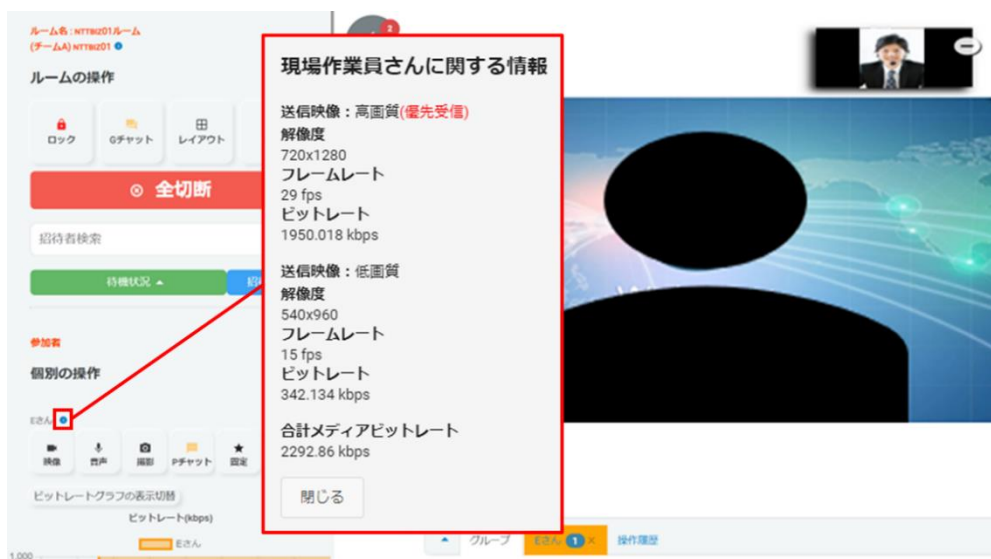 ルーム名 : NTTBIZ01ルーム
(チームA) NTTBIZ01
ルームの操作
ロック
Gチャット
レイアウト
全切断
招待者検索
待機状況
招
参加者
個別の操作
Eさん
映像
音声
撮影
Pチャット
固定
ビットレートグラフの表示切替
ビットレート(kbps)
Eさん
1,000
2
現場作業員さんに関する情報
送信映像：高画質(優先受信)
解像度
720x1280
フレームレート
29 fps
ビットレート
1950.018 kbps
送信映像：低画質
解像度
540x960
フレームレート
15 fps
ビットレート
342.134 kbps
合計メディアビットレート
2292.86 kbps
閉じる
グループ
Eさん 1 ×
操作履歴